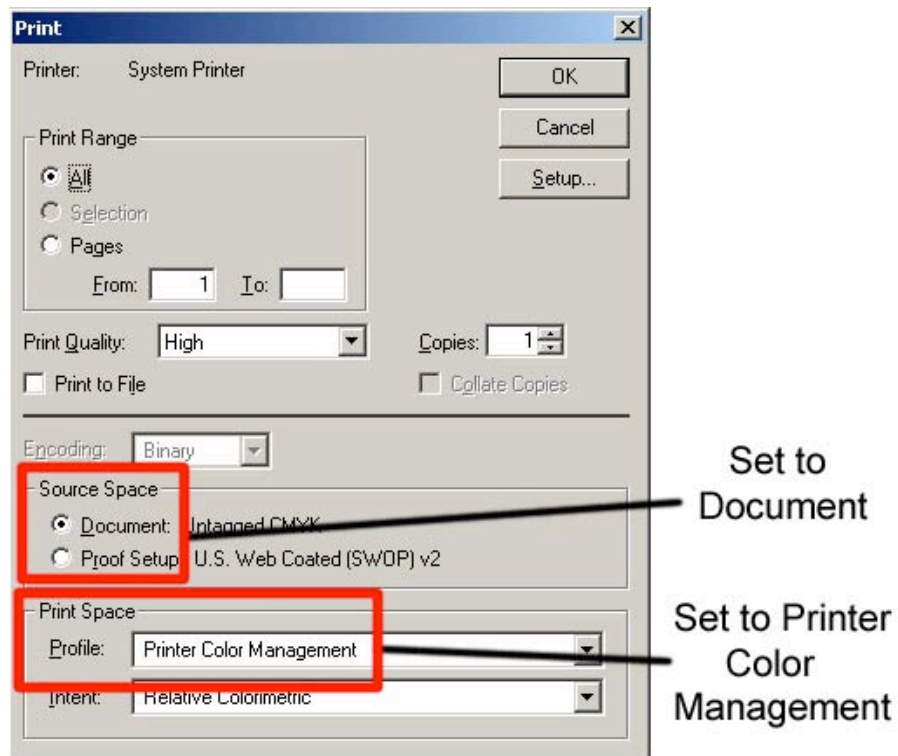 Print
Printer: System Printer
OK
Cancel
Setup...
Print Range
All
Selection
Pages
From: 1 To:
Print Quality: High
Copies: 1
Print to File
Collate Copies
Encoding: Binary
Source Space
Document: Untagged CMYK
Proof Setup: U.S. Web Coated (SWOP) v2
Print Space
Profile: Printer Color Management
Intent: Relative Colorimetric
Set to
Document
Set to Printer
Color
Management